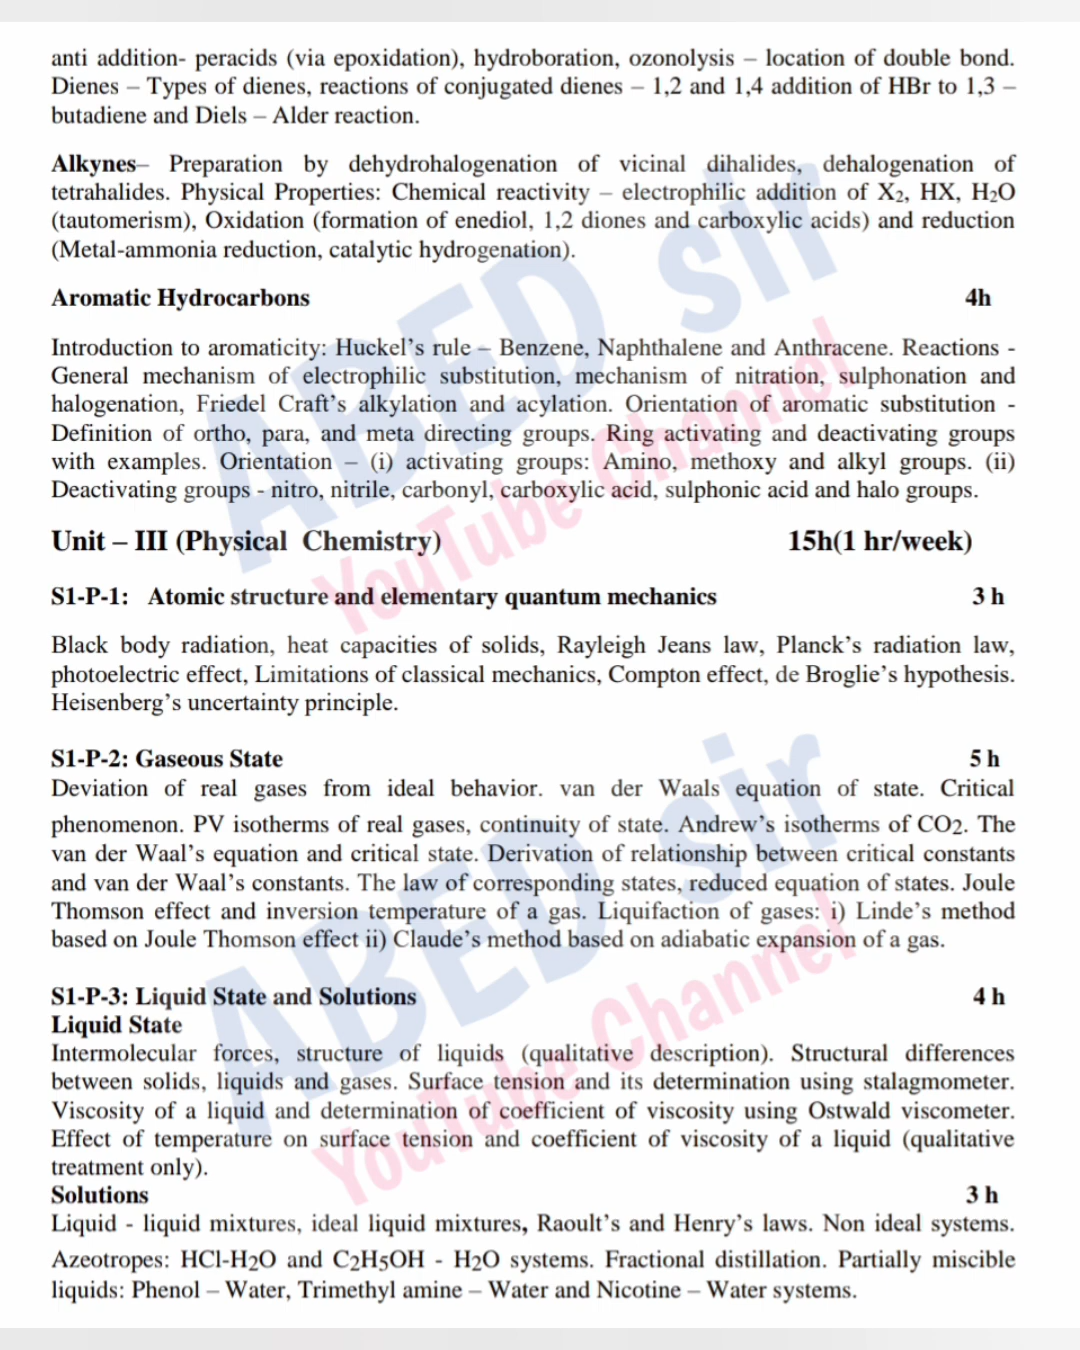 anti addition- peracids (via epoxidation), hydroboration, ozonolysis – location of double bond.
Dienes – Types of dienes, reactions of conjugated dienes – 1,2 and 1,4 addition of HBr to 1,3 –
butadiene and Diels – Alder reaction.
Alkynes– Preparation by dehydrohalogenation of vicinal dihalides, dehalogenation of
tetrahalides. Physical Properties: Chemical reactivity – electrophilic addition of X2, HX, H2O
(tautomerism), Oxidation (formation of enediol, 1,2 diones and carboxylic acids) and reduction
(Metal-ammonia reduction, catalytic hydrogenation).
Aromatic Hydrocarbons 4h
Introduction to aromaticity: Huckel's rule – Benzene, Naphthalene and Anthracene. Reactions -
General mechanism of electrophilic substitution, mechanism of nitration, sulphonation and
halogenation, Friedel Craft's alkylation and acylation. Orientation of aromatic substitution -
Definition of ortho, para, and meta directing groups. Ring activating and deactivating groups
with examples. Orientation – (i) activating groups: Amino, methoxy and alkyl groups. (ii)
Deactivating groups - nitro, nitrile, carbonyl, carboxylic acid, sulphonic acid and halo groups.
Unit – III (Physical Chemistry) 15h(1 hr/week)
S1-P-1: Atomic structure and elementary quantum mechanics 3 h
Black body radiation, heat capacities of solids, Rayleigh Jeans law, Planck's radiation law,
photoelectric effect, Limitations of classical mechanics, Compton effect, de Broglie's hypothesis.
Heisenberg's uncertainty principle.
S1-P-2: Gaseous State 5 h
Deviation of real gases from ideal behavior. van der Waals equation of state. Critical
phenomenon. PV isotherms of real gases, continuity of state. Andrew's isotherms of CO2. The
van der Waal's equation and critical state. Derivation of relationship between critical constants
and van der Waal's constants. The law of corresponding states, reduced equation of states. Joule
Thomson effect and inversion temperature of a gas. Liquifaction of gases: i) Linde's method
based on Joule Thomson effect ii) Claude's method based on adiabatic expansion of a gas.
S1-P-3: Liquid State and Solutions 4 h
Liquid State
Intermolecular forces, structure of liquids (qualitative description). Structural differences
between solids, liquids and gases. Surface tension and its determination using stalagmometer.
Viscosity of a liquid and determination of coefficient of viscosity using Ostwald viscometer.
Effect of temperature on surface tension and coefficient of viscosity of a liquid (qualitative
treatment only).
Solutions 3 h
Liquid - liquid mixtures, ideal liquid mixtures, Raoult's and Henry's laws. Non ideal systems.
Azeotropes: HCl-H2O and C2H5OH - H2O systems. Fractional distillation. Partially miscible
liquids: Phenol – Water, Trimethyl amine – Water and Nicotine – Water systems.
ABED sir
YouTube Channel
ABED sir
YouTube Channel